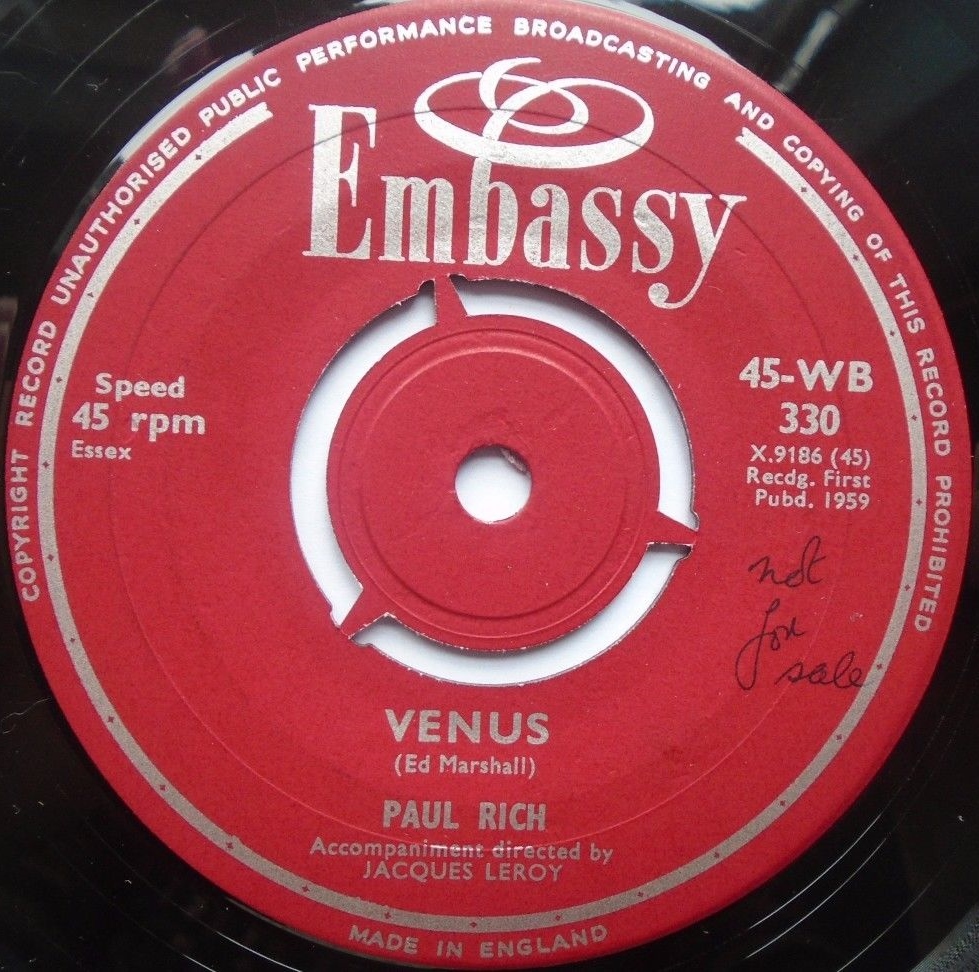 COPYRIGHT RECORD UNAUTHORISED PUBLIC PERFORMANCE BROADCASTING AND COPYING OF THIS RECORD PROHIBITED
Embassy
Speed
45 rpm
Essex
45-WB
330
X.9186 (45)
Recdg. First
Pubd. 1959
not
for
sale
VENUS
(Ed Marshall)
PAUL RICH
Accompaniment directed by
JACQUES LEROY
MADE IN ENGLAND